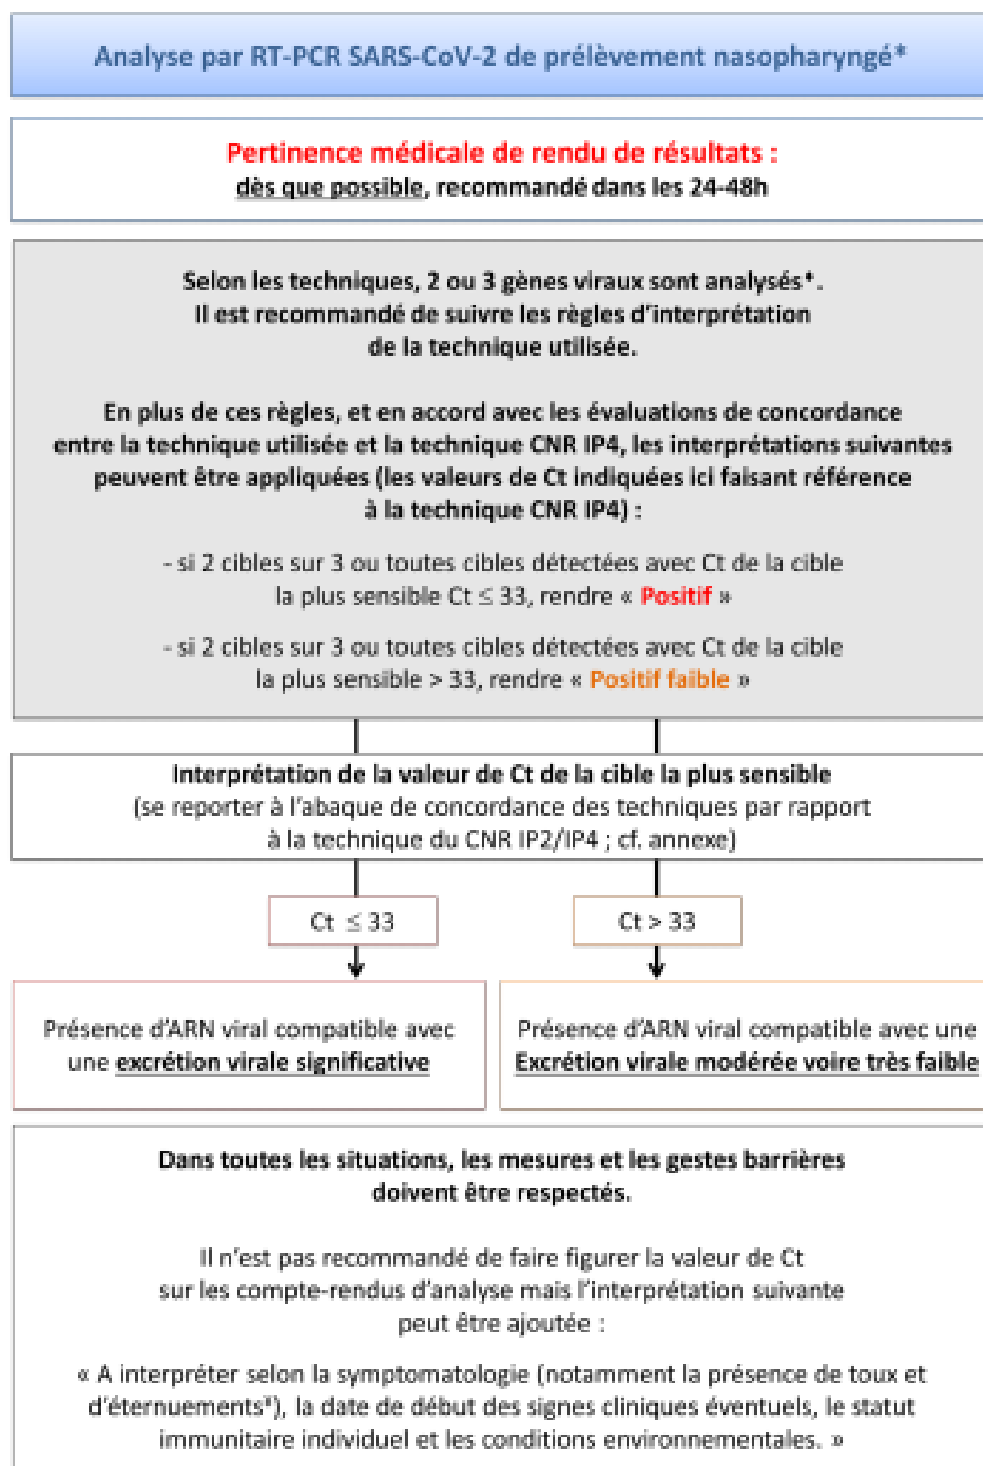 Analyse par RT-PCR SARS-CoV-2 de prélèvement nasopharyngé*
Pertinence médicale de rendu de résultats :
dès que possible, recommandé dans les 24-48h
Selon les techniques, 2 ou 3 gènes viraux sont analysés*.
Il est recommandé de suivre les règles d'interprétation
de la technique utilisée.
En plus de ces règles, et en accord avec les évaluations de concordance
entre la technique utilisée et la technique CNR IP4, les interprétations suivantes
peuvent être appliquées (les valeurs de Ct indiquées ici faisant référence
à la technique CNR IP4) :
- si 2 cibles sur 3 ou toutes cibles détectées avec Ct de la cible
la plus sensible Ct ≤ 33, rendre « Positif »
- si 2 cibles sur 3 ou toutes cibles détectées avec Ct de la cible
la plus sensible > 33, rendre « Positif faible »
Interprétation de la valeur de Ct de la cible la plus sensible
(se reporter à l'abaque de concordance des techniques par rapport
à la technique du CNR IP2/IP4 ; cf. annexe)
Ct ≤ 33
Ct > 33
Présence d'ARN viral compatible avec
une excrétion virale significative
Présence d'ARN viral compatible avec une
Excrétion virale modérée voire très faible
Dans toutes les situations, les mesures et les gestes barrières
doivent être respectés.
Il n'est pas recommandé de faire figurer la valeur de Ct
sur les compte-rendus d'analyse mais l'interprétation suivante
peut être ajoutée :
« A interpréter selon la symptomatologie (notamment la présence de toux et
d'éternuements*), la date de début des signes cliniques éventuels, le statut
immunitaire individuel et les conditions environnementales. »